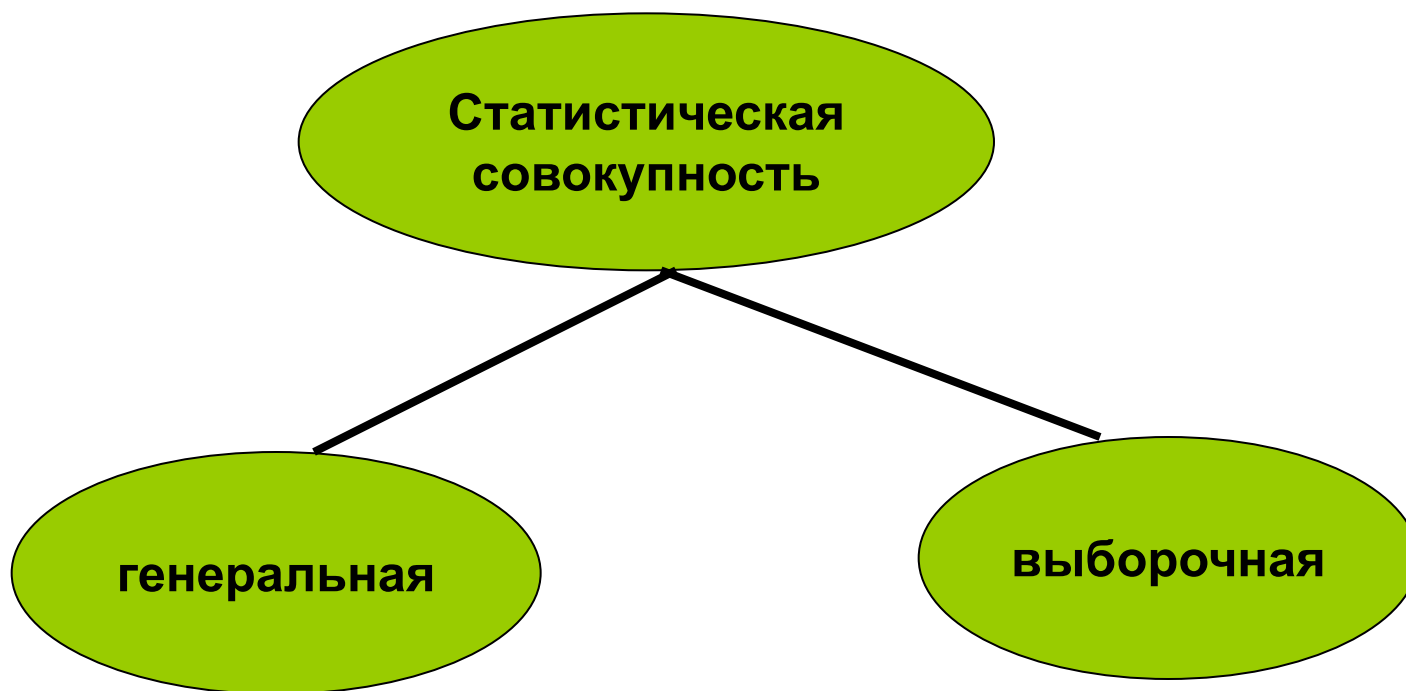 Статистическая
совокупность
генеральная
выборочная